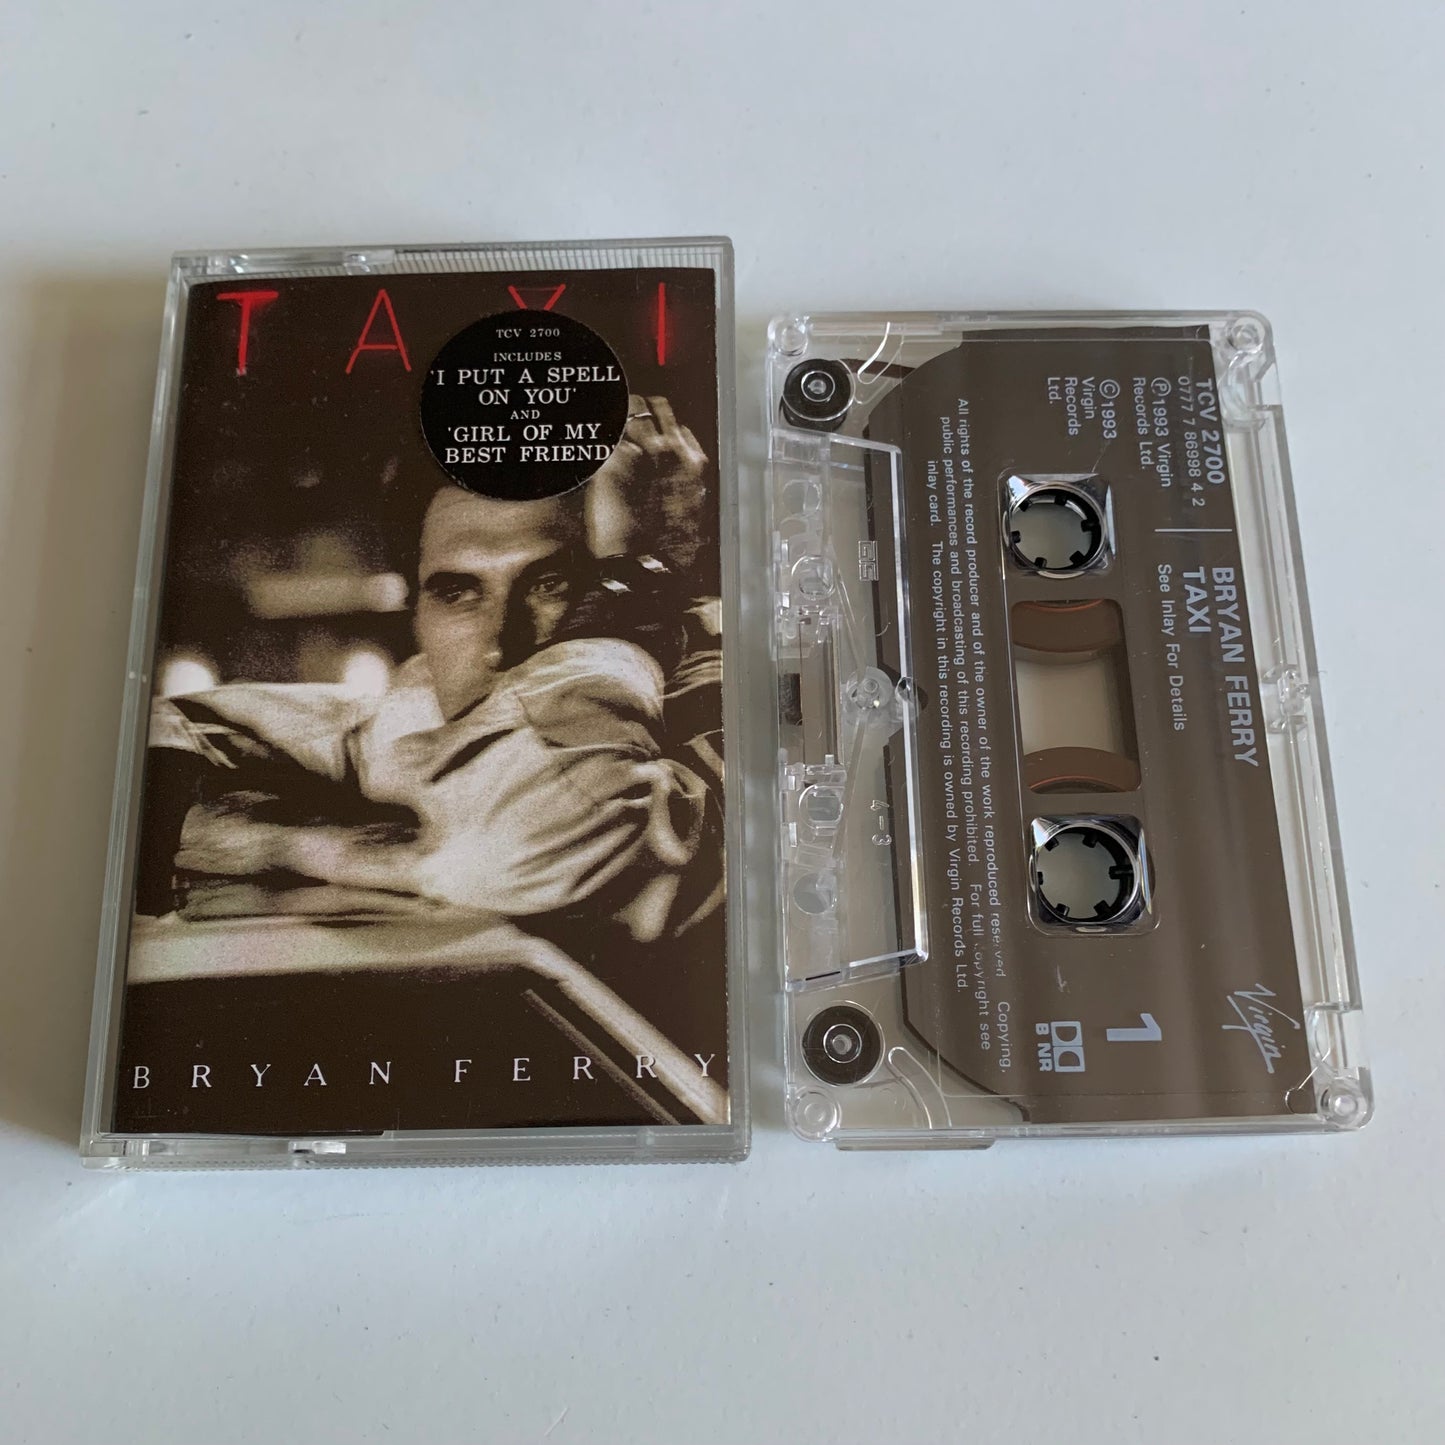 TAXI
TCV 2700
INCLUDES
'I PUT A SPELL
ON YOU'
AND
'GIRL OF MY
BEST FRIEND'
BRYAN FERRY
TCV 2700
0777 7 86998 4 2
℗ 1993 Virgin
Records Ltd.
©1993
Virgin
Records
Ltd.
BRYAN FERRY
TAXI
See Inlay For Details
All rights of the record producer and of the owner of the work reproduced reserved. Copying,
public performances and broadcasting of this recording prohibited. For full copyright see
inlay card. The copyright in this recording is owned by Virgin Records Ltd.
1
B NR
Virgin
4-3